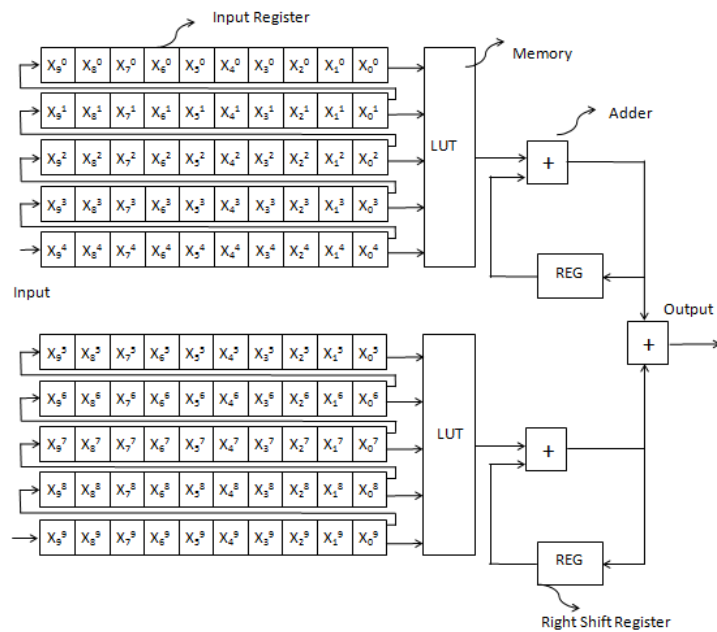 Input Register
X₉⁰ X₈⁰ X₇⁰ X₆⁰ X₅⁰ X₄⁰ X₃⁰ X₂⁰ X₁⁰ X₀⁰
Memory
X₉¹ X₈¹ X₇¹ X₆¹ X₅¹ X₄¹ X₃¹ X₂¹ X₁¹ X₀¹
Adder
LUT
X₉² X₈² X₇² X₆² X₅² X₄² X₃² X₂² X₁² X₀²
+
X₉³ X₈³ X₇³ X₆³ X₅³ X₄³ X₃³ X₂³ X₁³ X₀³
X₉⁴ X₈⁴ X₇⁴ X₆⁴ X₅⁴ X₄⁴ X₃⁴ X₂⁴ X₁⁴ X₀⁴
REG
Input
Output
+
X₉⁵ X₈⁵ X₇⁵ X₆⁵ X₅⁵ X₄⁵ X₃⁵ X₂⁵ X₁⁵ X₀⁵
X₉⁶ X₈⁶ X₇⁶ X₆⁶ X₅⁶ X₄⁶ X₃⁶ X₂⁶ X₁⁶ X₀⁶
LUT
X₉⁷ X₈⁷ X₇⁷ X₆⁷ X₅⁷ X₄⁷ X₃⁷ X₂⁷ X₁⁷ X₀⁷
+
X₉⁸ X₈⁸ X₇⁸ X₆⁸ X₅⁸ X₄⁸ X₃⁸ X₂⁸ X₁⁸ X₀⁸
X₉⁹ X₈⁹ X₇⁹ X₆⁹ X₅⁹ X₄⁹ X₃⁹ X₂⁹ X₁⁹ X₀⁹
REG
Right Shift Register